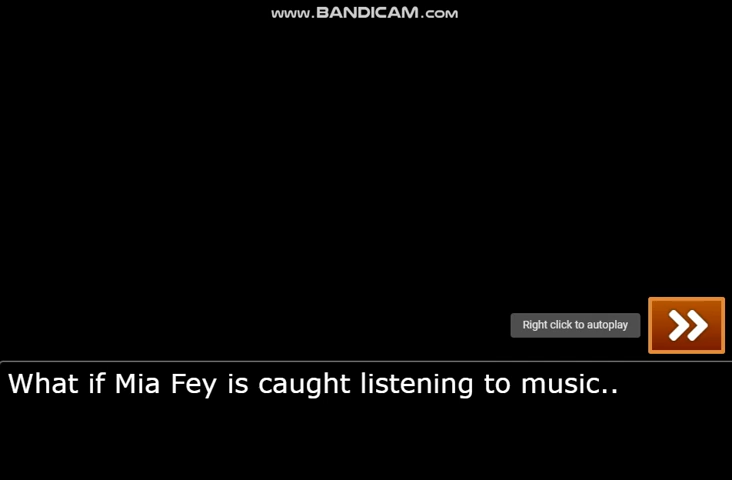 www.BANDICAM.com
Right click to autoplay
What if Mia Fey is caught listening to music..